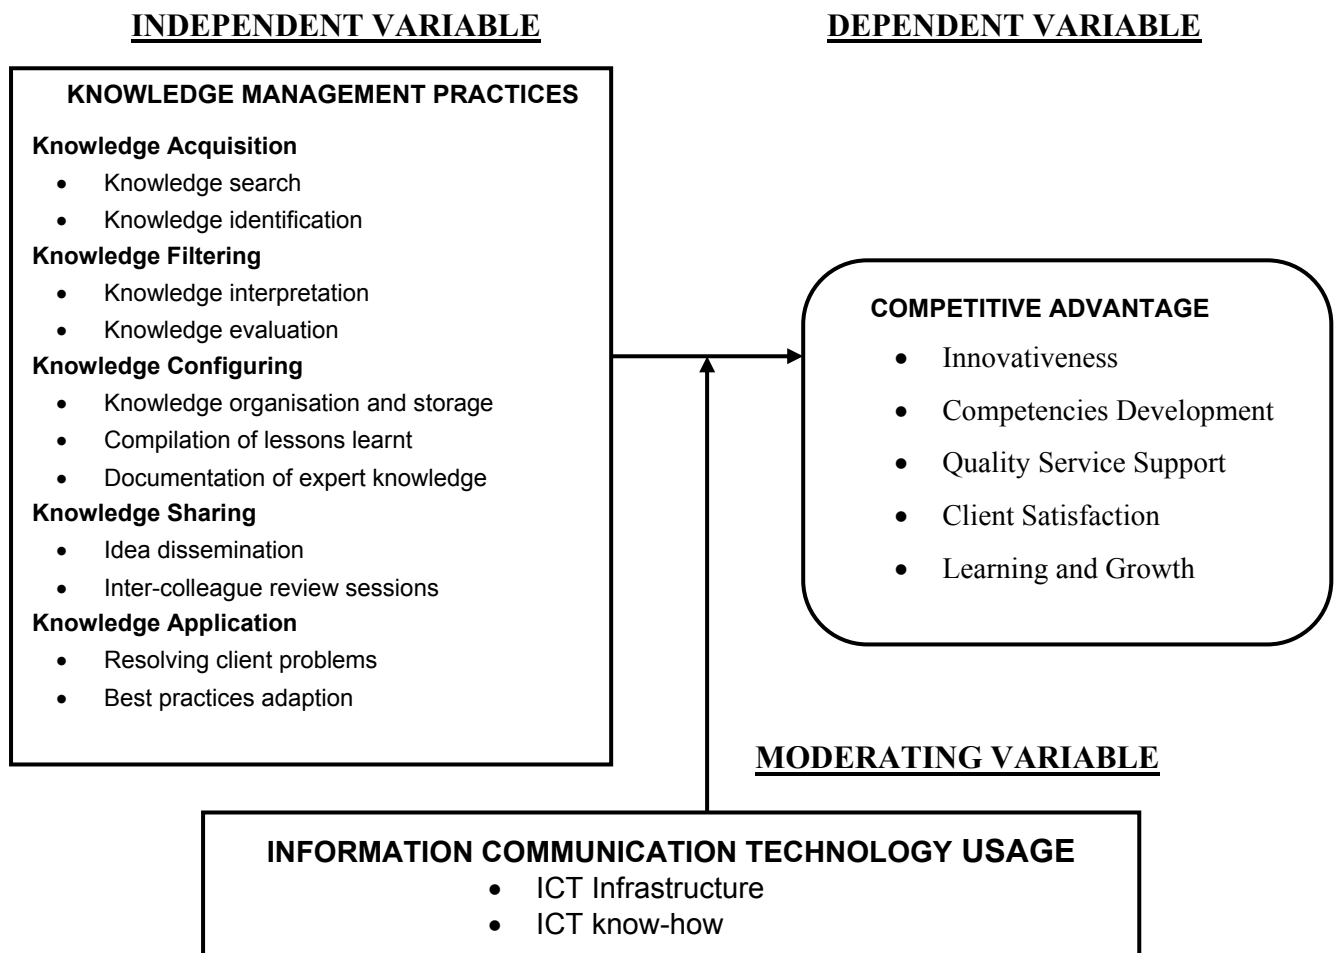 INDEPENDENT VARIABLE
DEPENDENT VARIABLE
KNOWLEDGE MANAGEMENT PRACTICES
Knowledge Acquisition
• Knowledge search
• Knowledge identification
Knowledge Filtering
• Knowledge interpretation
• Knowledge evaluation
Knowledge Configuring
• Knowledge organisation and storage
• Compilation of lessons learnt
• Documentation of expert knowledge
Knowledge Sharing
• Idea dissemination
• Inter-colleague review sessions
Knowledge Application
• Resolving client problems
• Best practices adaption
COMPETITIVE ADVANTAGE
• Innovativeness
• Competencies Development
• Quality Service Support
• Client Satisfaction
• Learning and Growth
MODERATING VARIABLE
INFORMATION COMMUNICATION TECHNOLOGY USAGE
• ICT Infrastructure
• ICT know-how